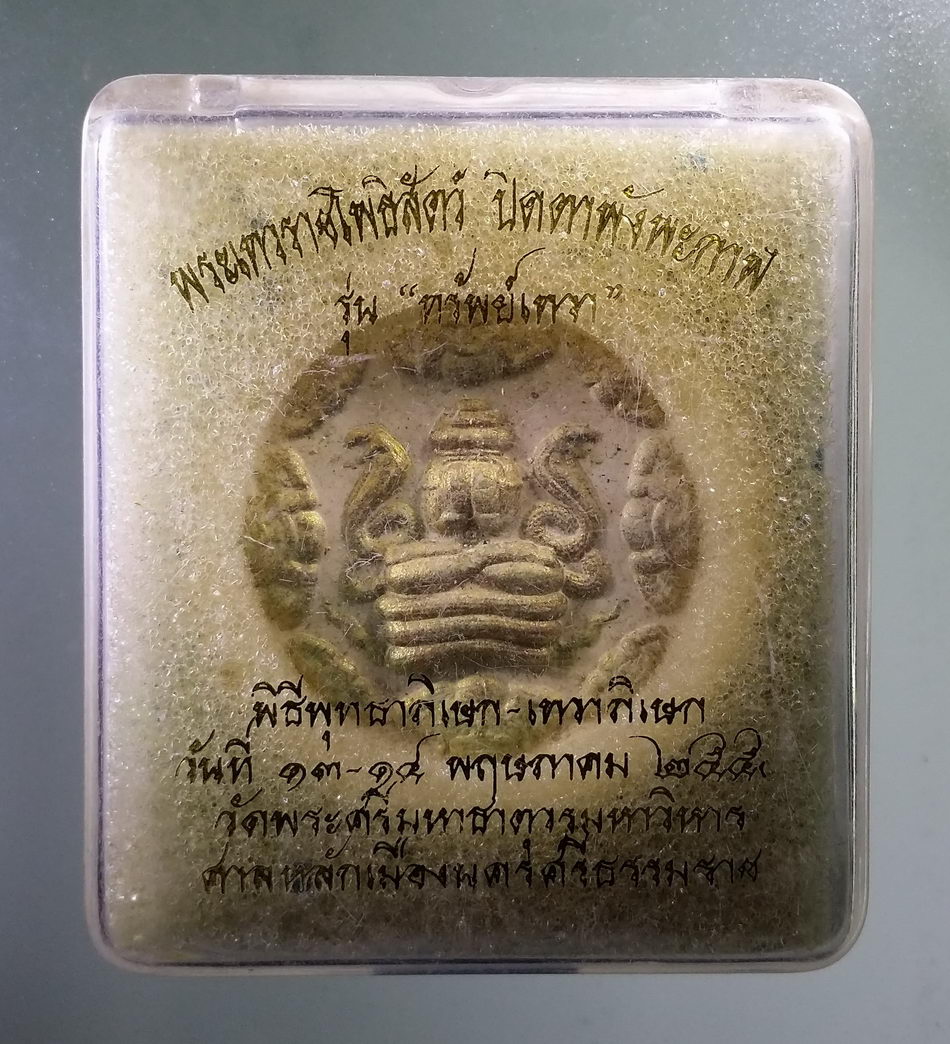 พระเทวราชโพธิสัตว์ ปิดตาพังพะกาฬ
รุ่น “ทรัพย์เทวา”
พิธีพุทธาภิเษก-เทวาภิเษก
วันที่ ๑๓-๑๔ พฤษภาคม ๒๕๕๐
วัดพระศรีมหาธาตุวรมหาวิหาร
ศาลหลักเมืองนครศรีธรรมราช